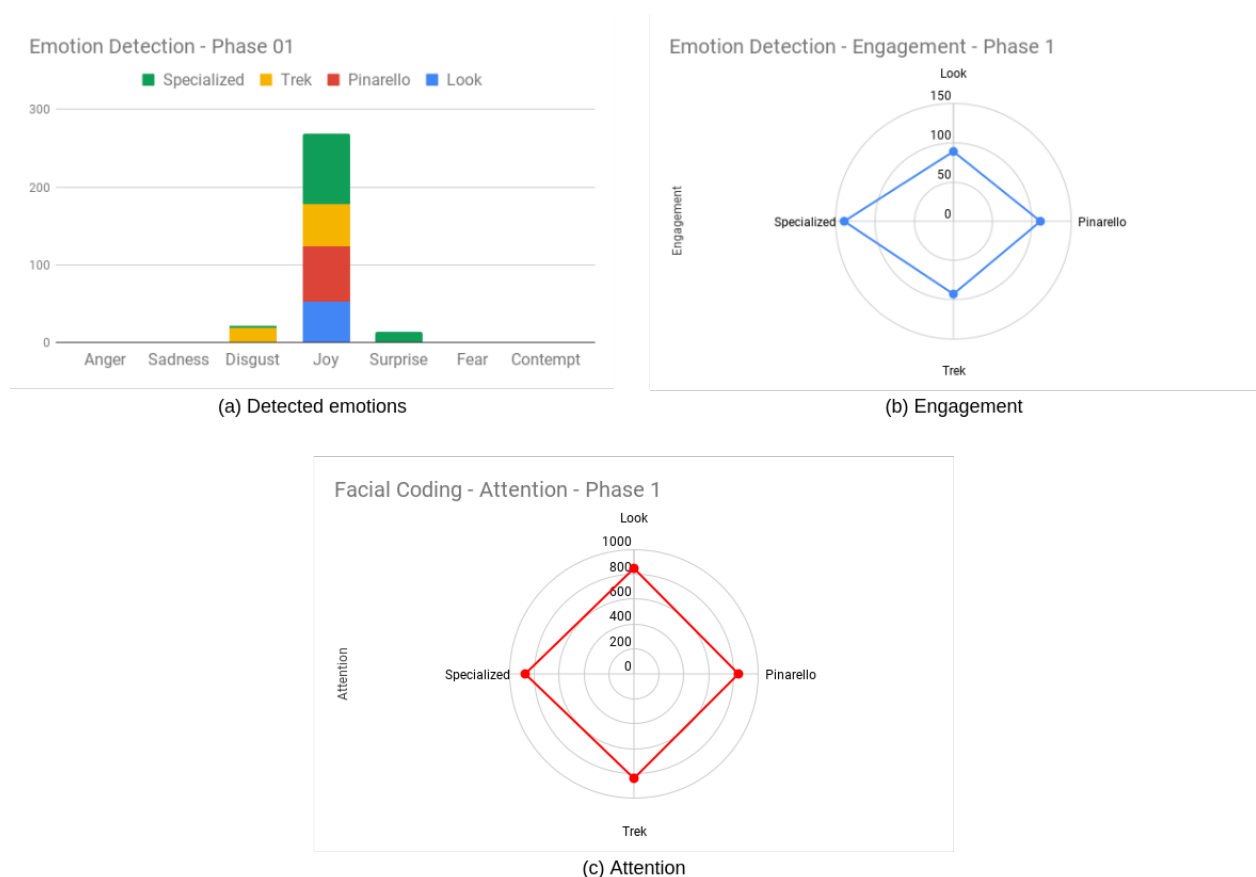 Emotion Detection - Phase 01
Specialized Trek Pinarello Look
300
200
100
0
Anger Sadness Disgust Joy Surprise Fear Contempt
(a) Detected emotions
Emotion Detection - Engagement - Phase 1
Look
150
100
50
0
Engagement
Specialized
Pinarello
Trek
(b) Engagement
Facial Coding - Attention - Phase 1
Look
1000
800
600
400
200
0
Attention
Specialized
Pinarello
Trek
(c) Attention